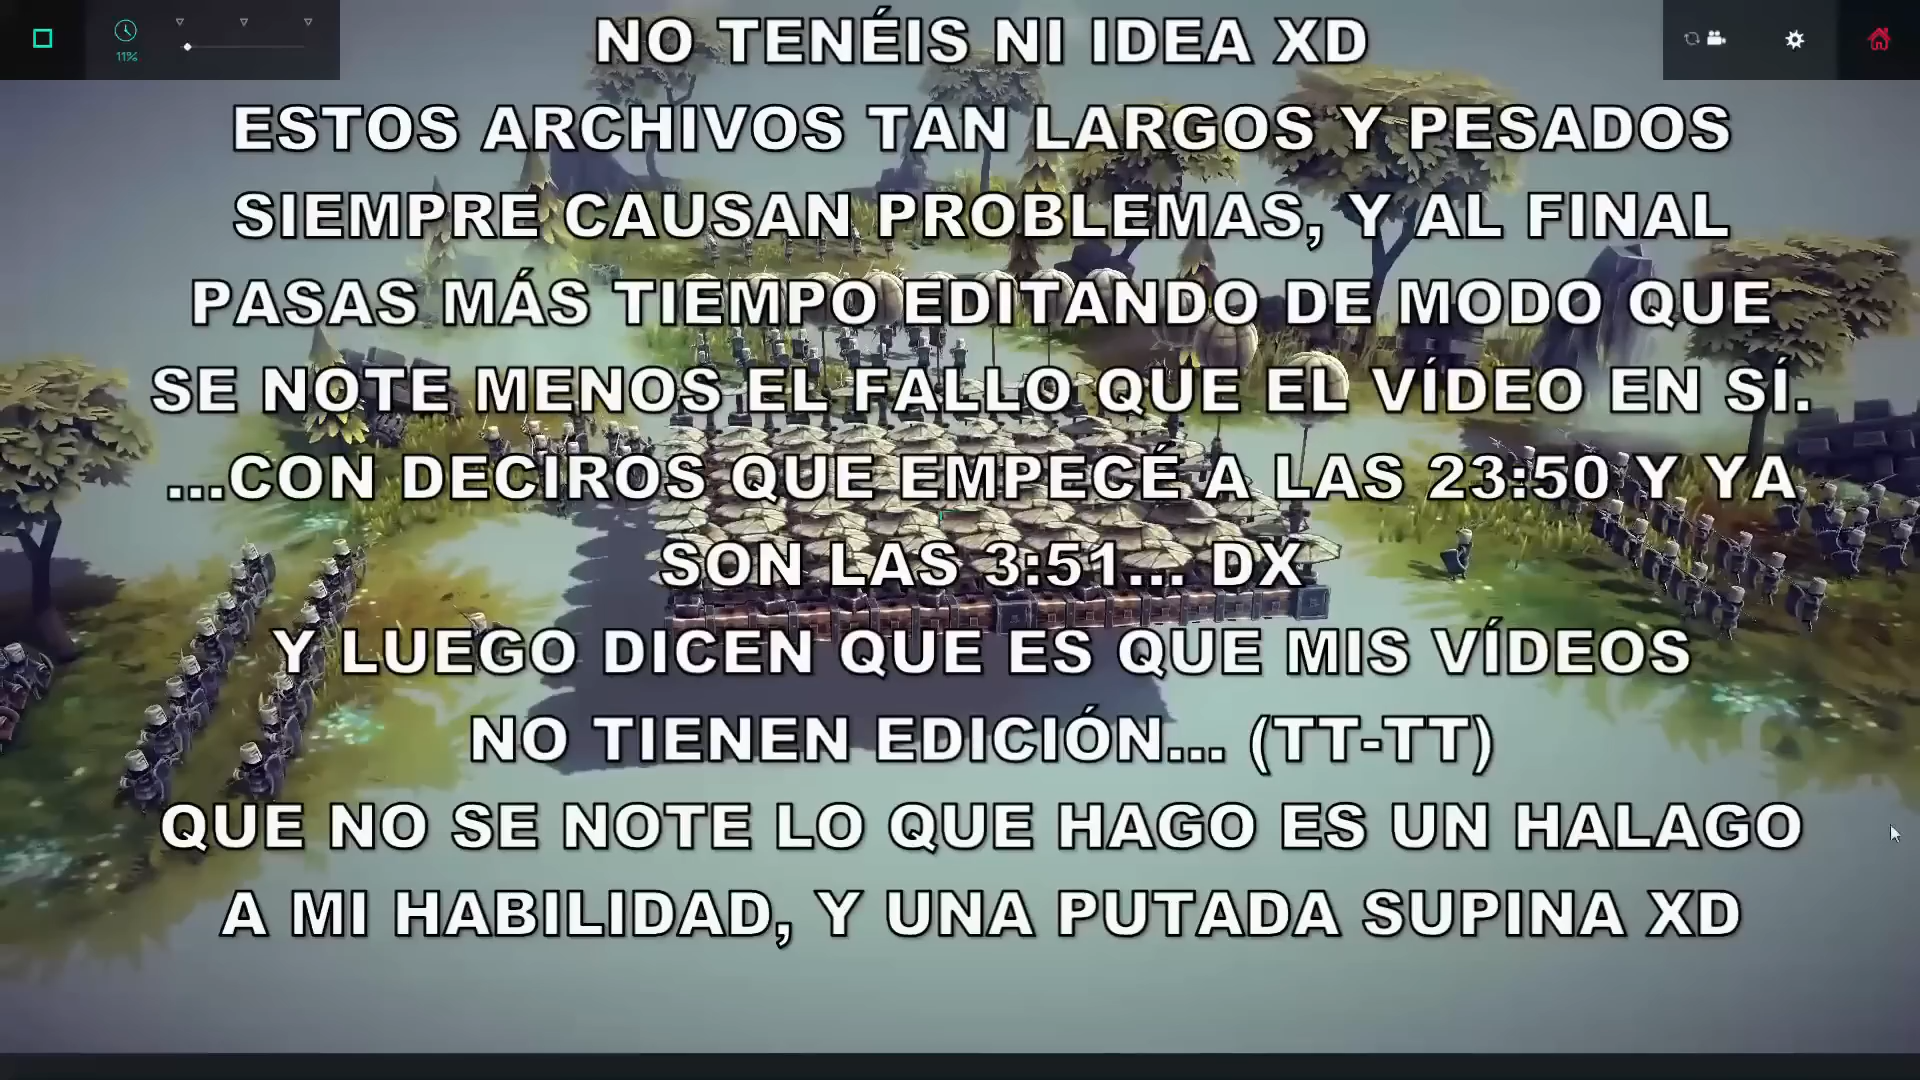 11%
NO TENÉIS NI IDEA XD
ESTOS ARCHIVOS TAN LARGOS Y PESADOS
SIEMPRE CAUSAN PROBLEMAS, Y AL FINAL
PASAS MÁS TIEMPO EDITANDO DE MODO QUE
SE NOTE MENOS EL FALLO QUE EL VÍDEO EN SÍ.
...CON DECIROS QUE EMPECÉ A LAS 23:50 Y YA
SON LAS 3:51... DX
Y LUEGO DICEN QUE ES QUE MIS VÍDEOS
NO TIENEN EDICIÓN... (TT-TT)
QUE NO SE NOTE LO QUE HAGO ES UN HALAGO
A MI HABILIDAD, Y UNA PUTADA SUPINA XD